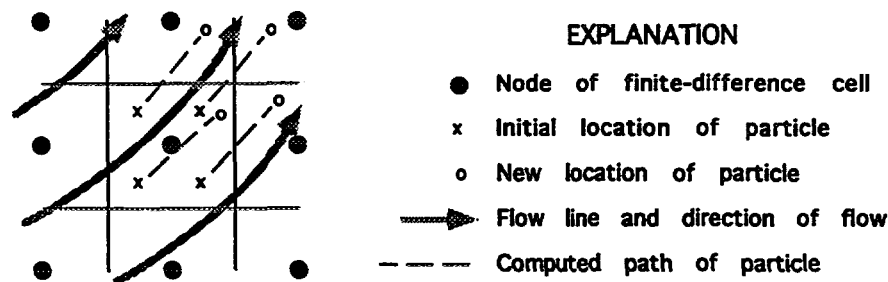 EXPLANATION
Node of finite-difference cell
x Initial location of particle
o New location of particle
Flow line and direction of flow
Computed path of particle